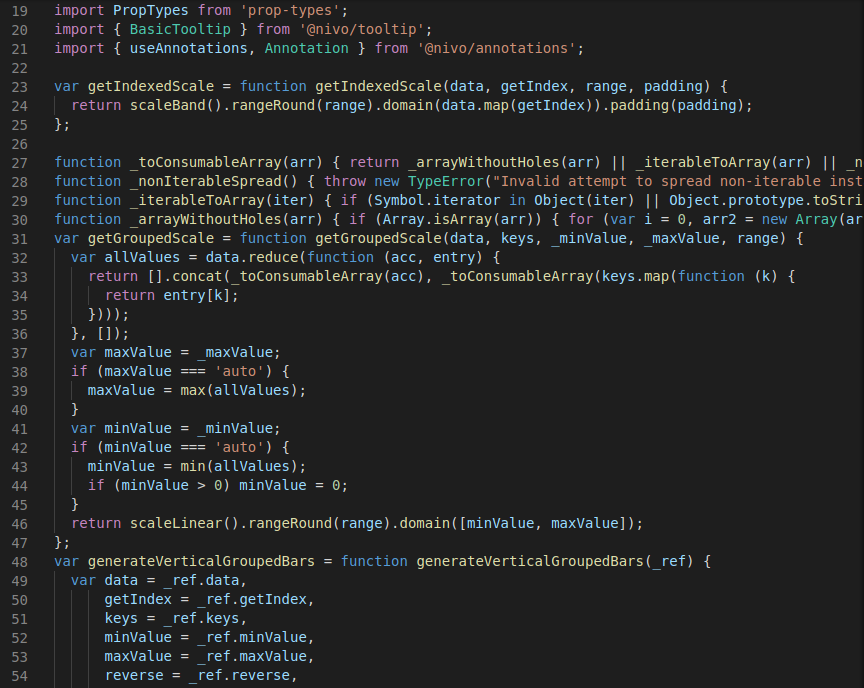 19 import PropTypes from 'prop-types';
20 import { BasicTooltip } from '@nivo/tooltip';
21 import { useAnnotations, Annotation } from '@nivo/annotations';
22
23 var getIndexedScale = function getIndexedScale(data, getIndex, range, padding) {
24   return scaleBand().rangeRound(range).domain(data.map(getIndex)).padding(padding);
25 };
26
27 function _toConsumableArray(arr) { return _arrayWithoutHoles(arr) || _iterableToArray(arr) || _n
28 function _nonIterableSpread() { throw new TypeError("Invalid attempt to spread non-iterable inst
29 function _iterableToArray(iter) { if (Symbol.iterator in Object(iter) || Object.prototype.toStri
30 function _arrayWithoutHoles(arr) { if (Array.isArray(arr)) { for (var i = 0, arr2 = new Array(ar
31 var getGroupedScale = function getGroupedScale(data, keys, _minValue, _maxValue, range) {
32   var allValues = data.reduce(function (acc, entry) {
33     return [].concat(_toConsumableArray(acc), _toConsumableArray(keys.map(function (k) {
34       return entry[k];
35     })));
36   }, []);
37   var maxValue = _maxValue;
38   if (maxValue === 'auto') {
39     maxValue = max(allValues);
40   }
41   var minValue = _minValue;
42   if (minValue === 'auto') {
43     minValue = min(allValues);
44     if (minValue > 0) minValue = 0;
45   }
46   return scaleLinear().rangeRound(range).domain([minValue, maxValue]);
47 };
48 var generateVerticalGroupedBars = function generateVerticalGroupedBars(_ref) {
49   var data = _ref.data,
50       getIndex = _ref.getIndex,
51       keys = _ref.keys,
52       minValue = _ref.minValue,
53       maxValue = _ref.maxValue,
54       reverse = _ref.reverse,